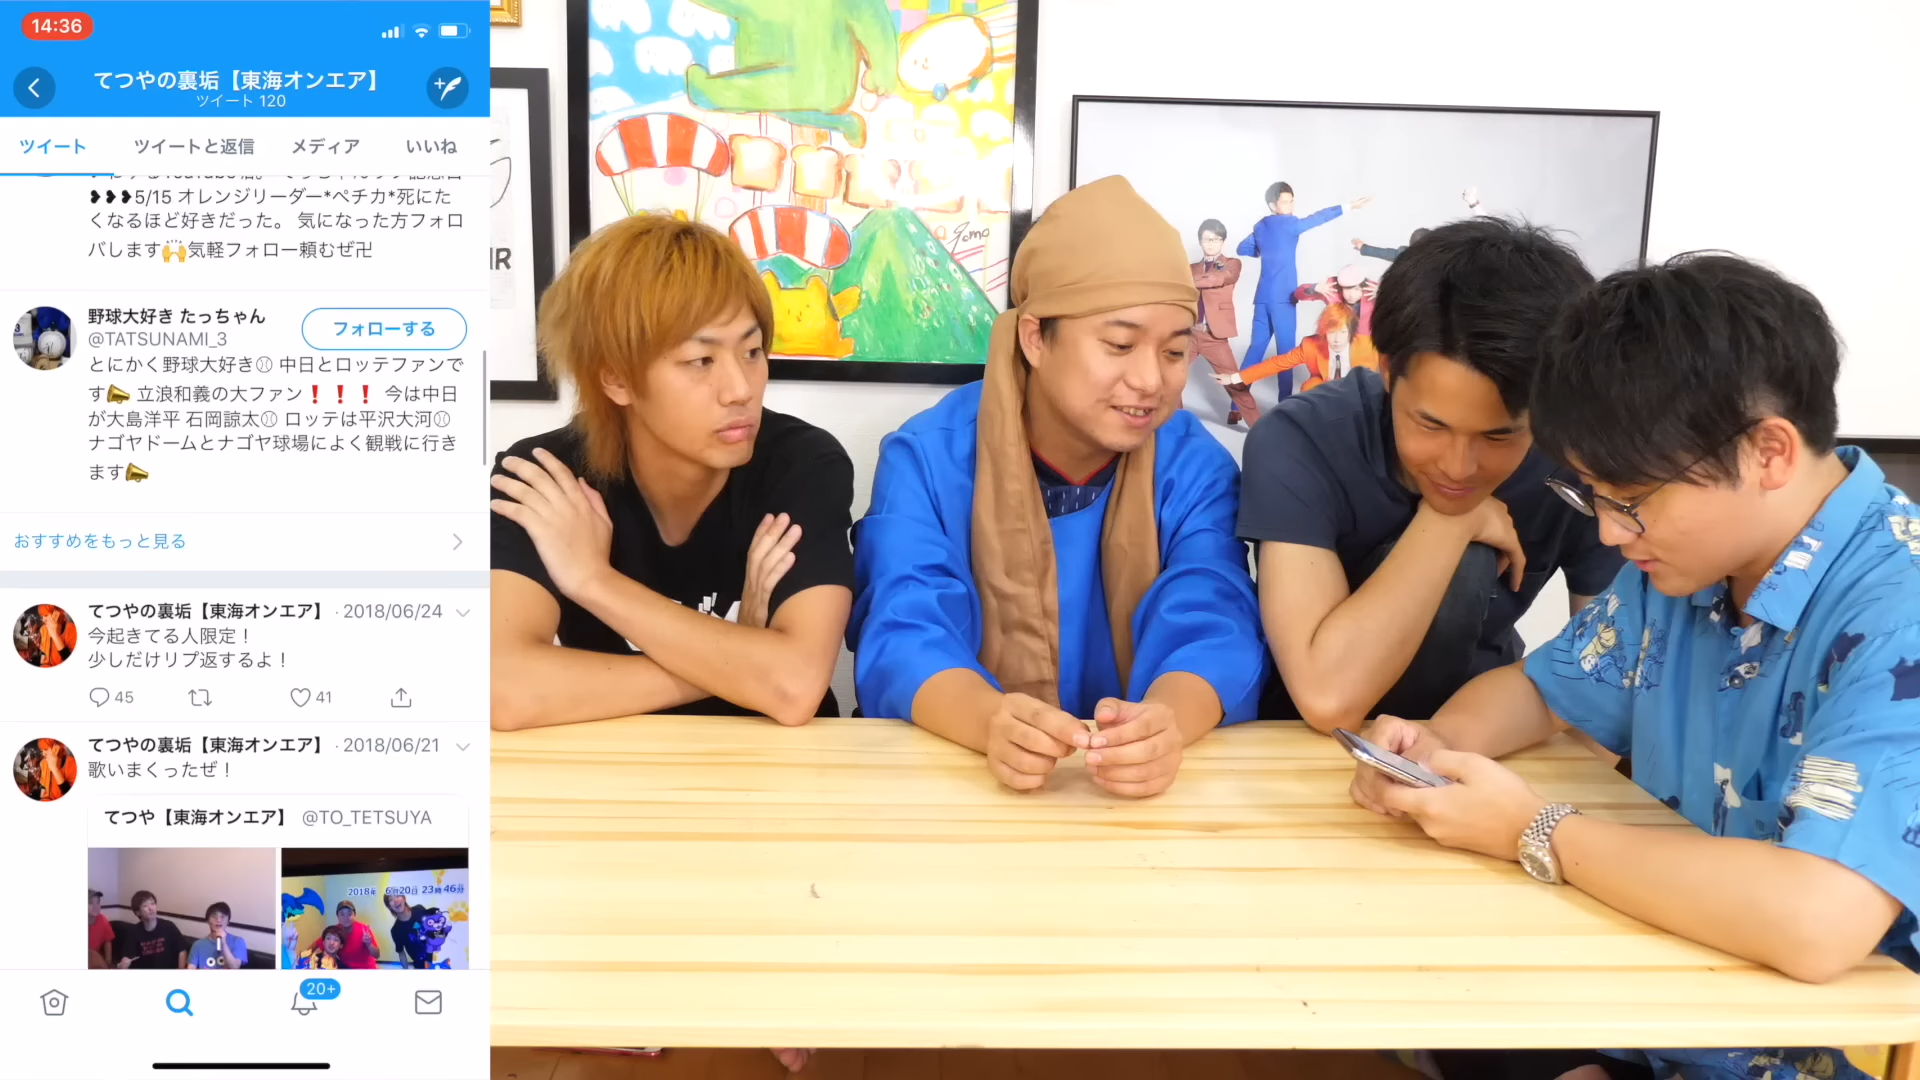 14:36
てつやの裏垢【東海オンエア】
ツイート 120
ツイート
ツイートと返信
メディア
いいね
❥❥❥5/15 オレンジリーダー*ペチカ*死にた
くなるほど好きだった。 気になった方フォロ
バします🙌気軽フォロー頼むぜ卍
野球大好き たっちゃん
フォローする
@TATSUNAMI_3
とにかく野球大好き⚾ 中日とロッテファンで
す📣 立浪和義の大ファン❗❗❗ 今は中日
が大島洋平 石岡諒太⚾ ロッテは平沢大河⚾
ナゴヤドームとナゴヤ球場によく観戦に行き
ます📣
おすすめをもっと見る
てつやの裏垢【東海オンエア】 · 2018/06/24
今起きてる人限定！
少しだけリプ返するよ！
45
41
てつやの裏垢【東海オンエア】 · 2018/06/21
歌いまくったぜ！
てつや【東海オンエア】 @TO_TETSUYA
2018年 6月20日 23時46分
20+
IR